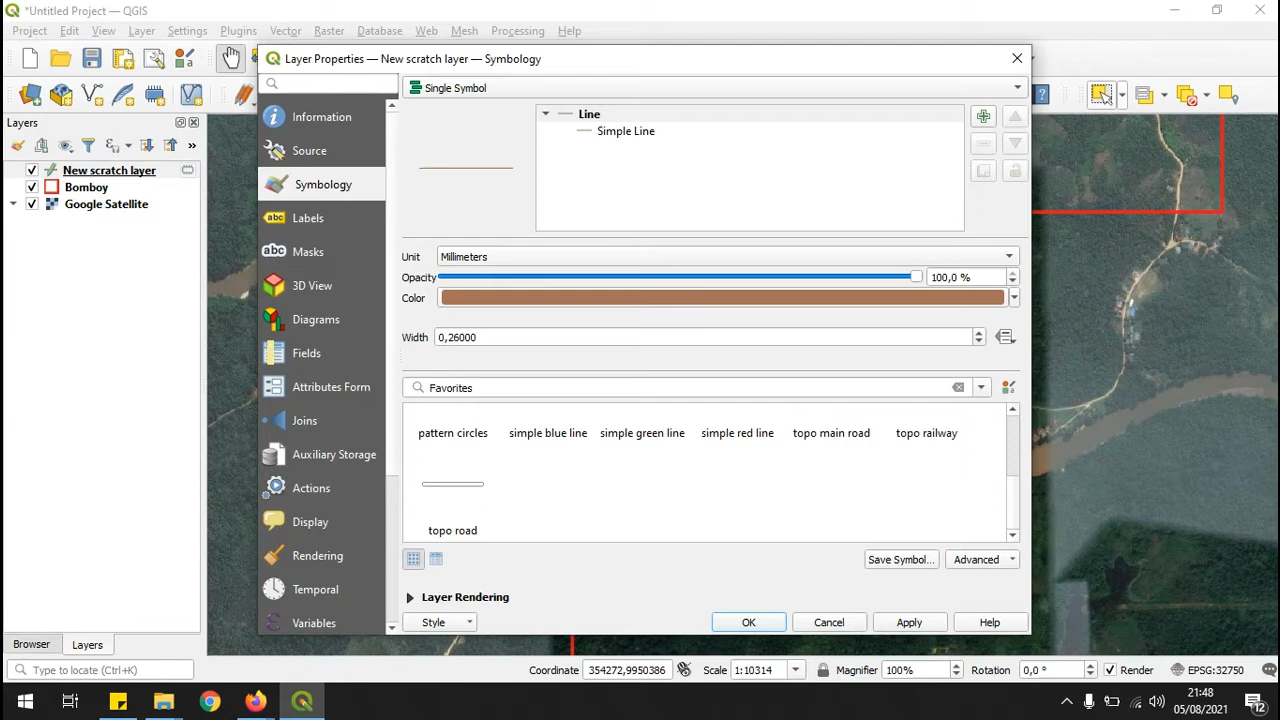 *Untitled Project — QGIS
Project Edit View Layer Settings Plugins Vector Raster Database Web Mesh Processing Help
Layer Properties — New scratch layer — Symbology
Single Symbol
Information
Source
Symbology
Labels
Masks
3D View
Diagrams
Fields
Attributes Form
Joins
Auxiliary Storage
Actions
Display
Rendering
Temporal
Variables
Line
Simple Line
Unit Millimeters
Opacity 100,0 %
Color
Width 0,26000
Favorites
pattern circles simple blue line simple green line simple red line topo main road topo railway
topo road
Save Symbol... Advanced
Layer Rendering
Style OK Cancel Apply Help
Layers
New scratch layer
Bomboy
Google Satellite
Browser Layers
Type to locate (Ctrl+K)
Coordinate 354272,9950386 Scale 1:10314 Magnifier 100% Rotation 0,0 ° Render EPSG:32750
21:48
05/08/2021
12